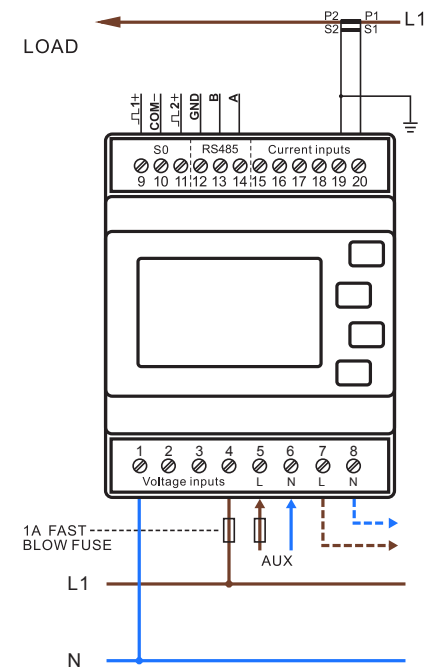 P2 P1 L1
S2 S1
LOAD
⎍1+
COM−
⎍2+
GND
B
A
S0 RS485 Current inputs
9 10 11 12 13 14 15 16 17 18 19 20
1 2 3 4 5 6 7 8
Voltage inputs L N L N
1A FAST
BLOW FUSE
AUX
L1
N